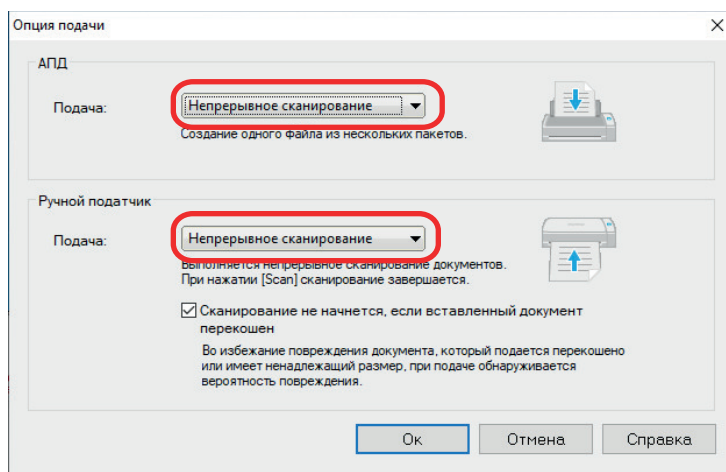 Опция подачи
АПД
Подача:
Непрерывное сканирование
Создание одного файла из нескольких пакетов.
Ручной податчик
Подача:
Непрерывное сканирование
Выполняется непрерывное сканирование документов.
При нажатии [Scan] сканирование завершается.
Сканирование не начнется, если вставленный документ
перекошен
Во избежание повреждения документа, который подается перекошено
или имеет ненадлежащий размер, при подаче обнаруживается
вероятность повреждения.
Ок
Отмена
Справка